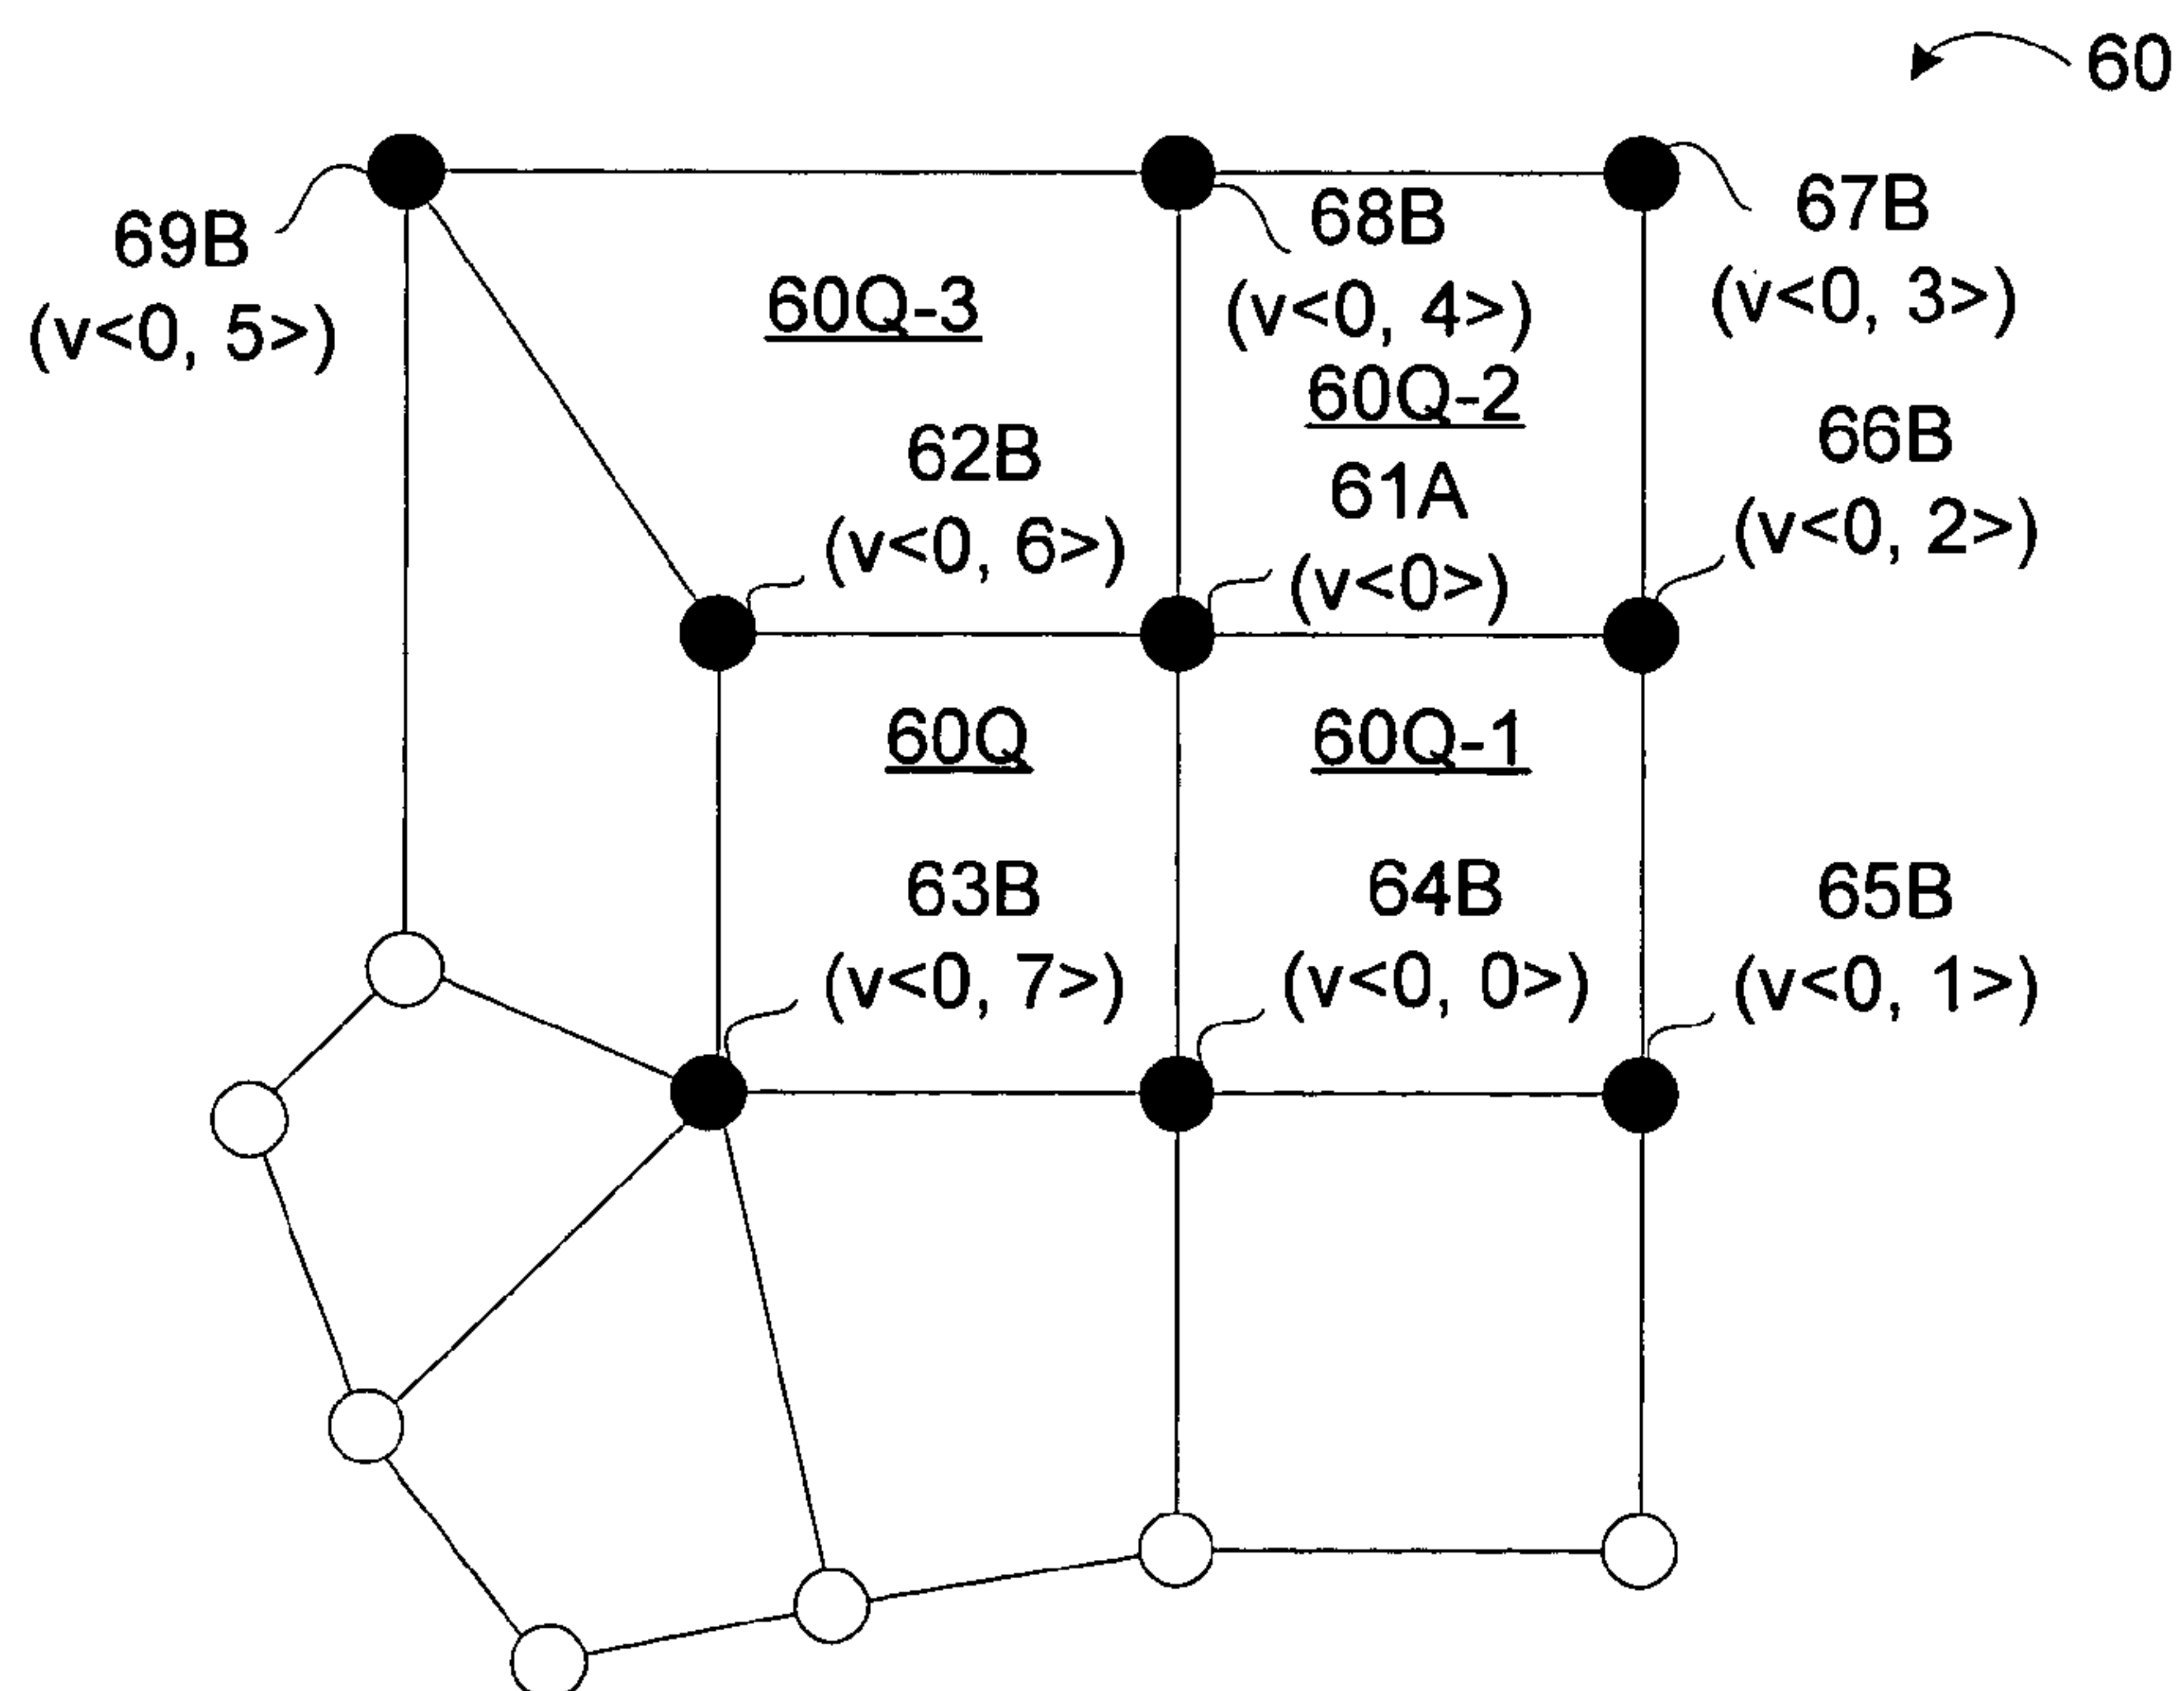 60
69B
(v<0, 5>)
68B
(v<0, 4>)
67B
(v<0, 3>)
60Q-3
60Q-2
62B
(v<0, 6>)
61A
(v<0>)
66B
(v<0, 2>)
60Q
60Q-1
63B
(v<0, 7>)
64B
(v<0, 0>)
65B
(v<0, 1>)